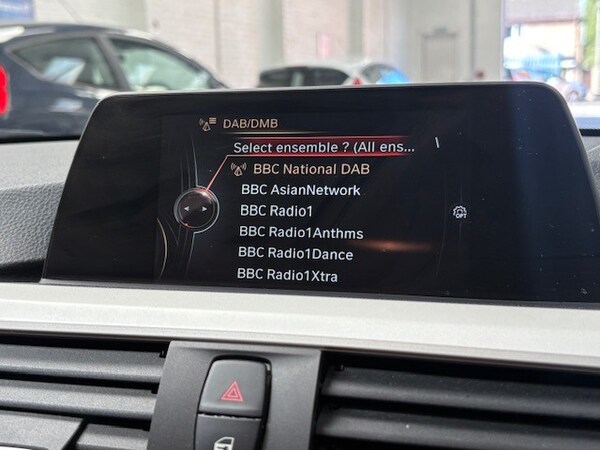 DAB/DMB
Select ensemble ? (All ens...
BBC National DAB
BBC AsianNetwork
BBC Radio1
BBC Radio1Anthms
BBC Radio1Dance
BBC Radio1Xtra
OPT